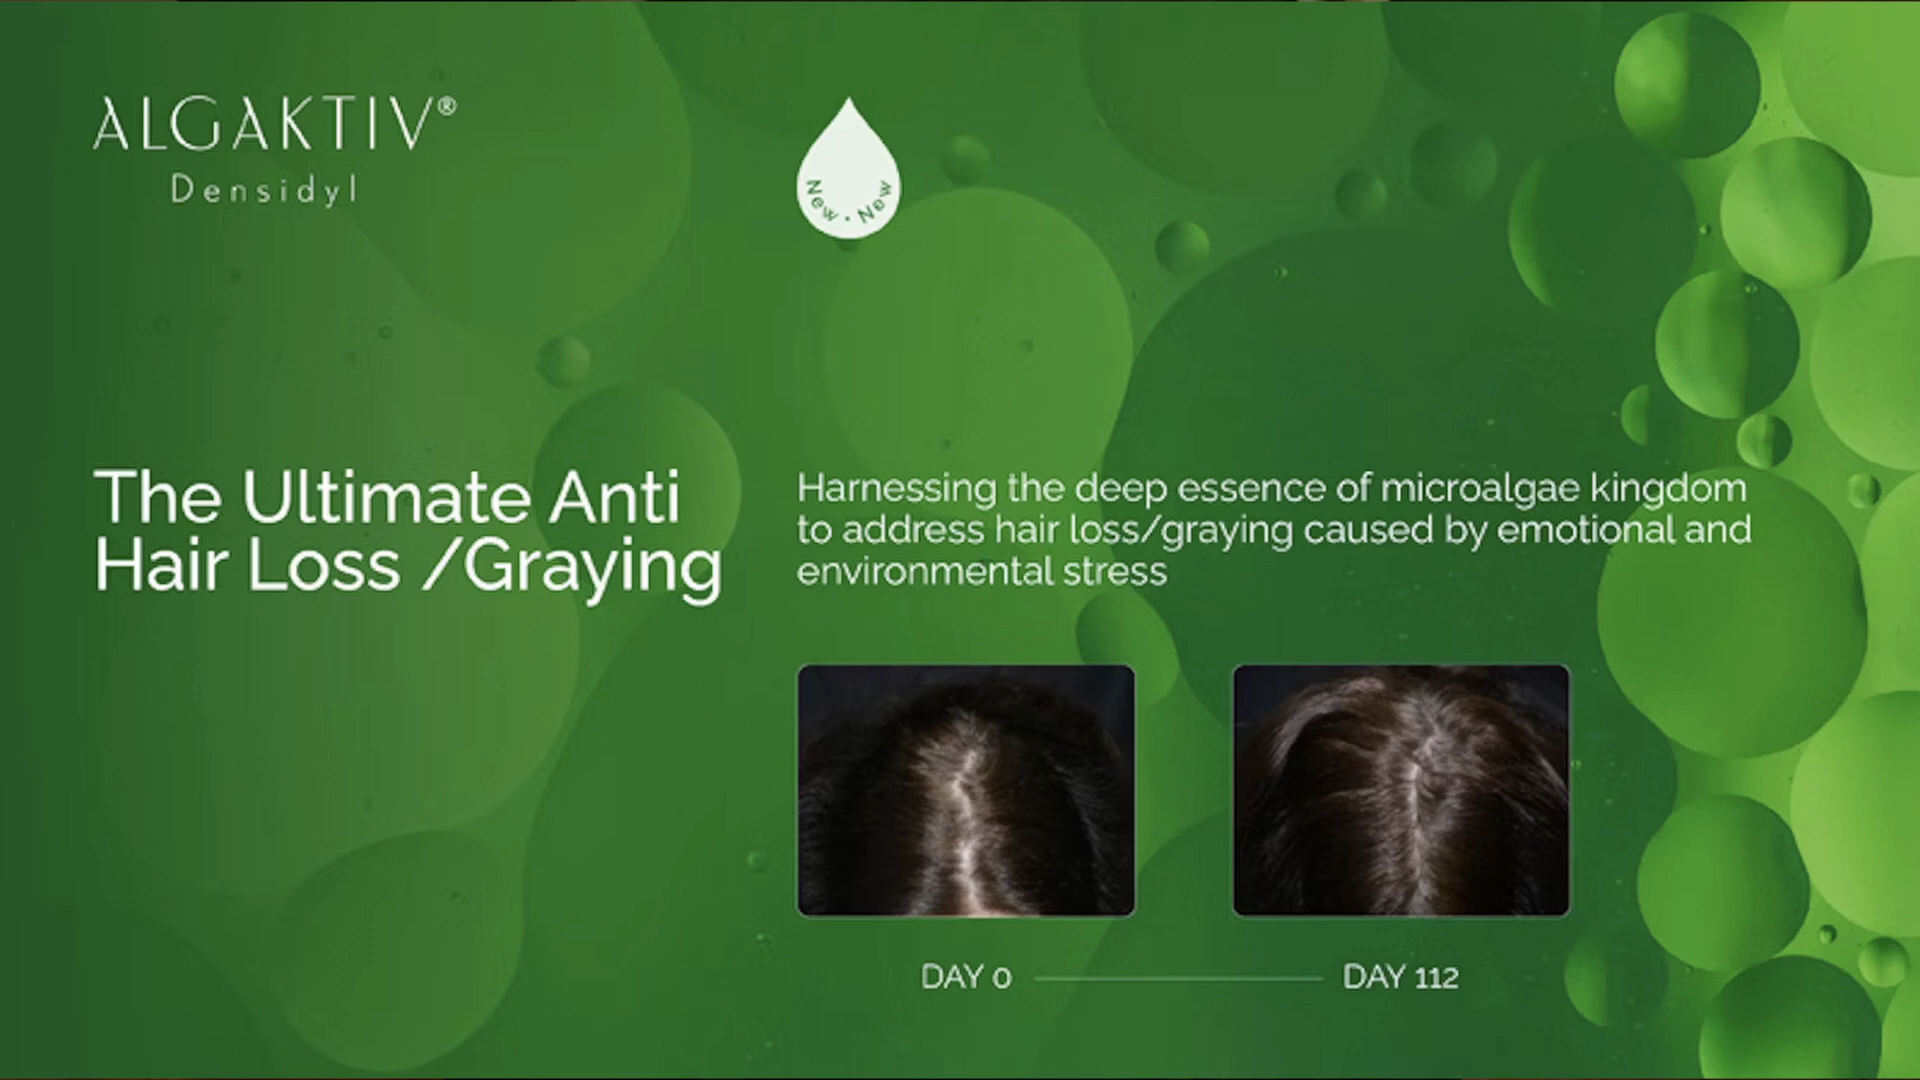 ALGAKTIV®
Densidyl
New • New
The Ultimate Anti
Hair Loss /Graying
Harnessing the deep essence of microalgae kingdom
to address hair loss/graying caused by emotional and
environmental stress
DAY 0
DAY 112